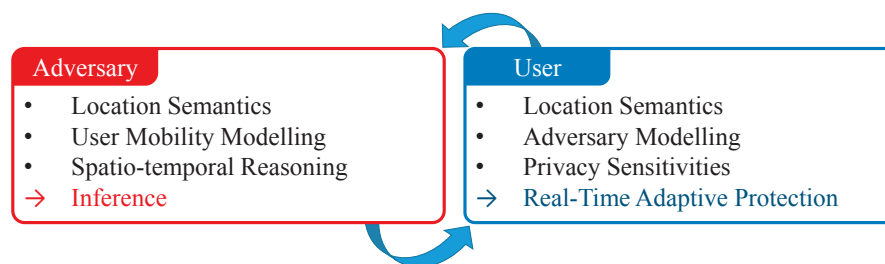 Adversary
• Location Semantics
• User Mobility Modelling
• Spatio-temporal Reasoning
→ Inference
User
• Location Semantics
• Adversary Modelling
• Privacy Sensitivities
→ Real-Time Adaptive Protection